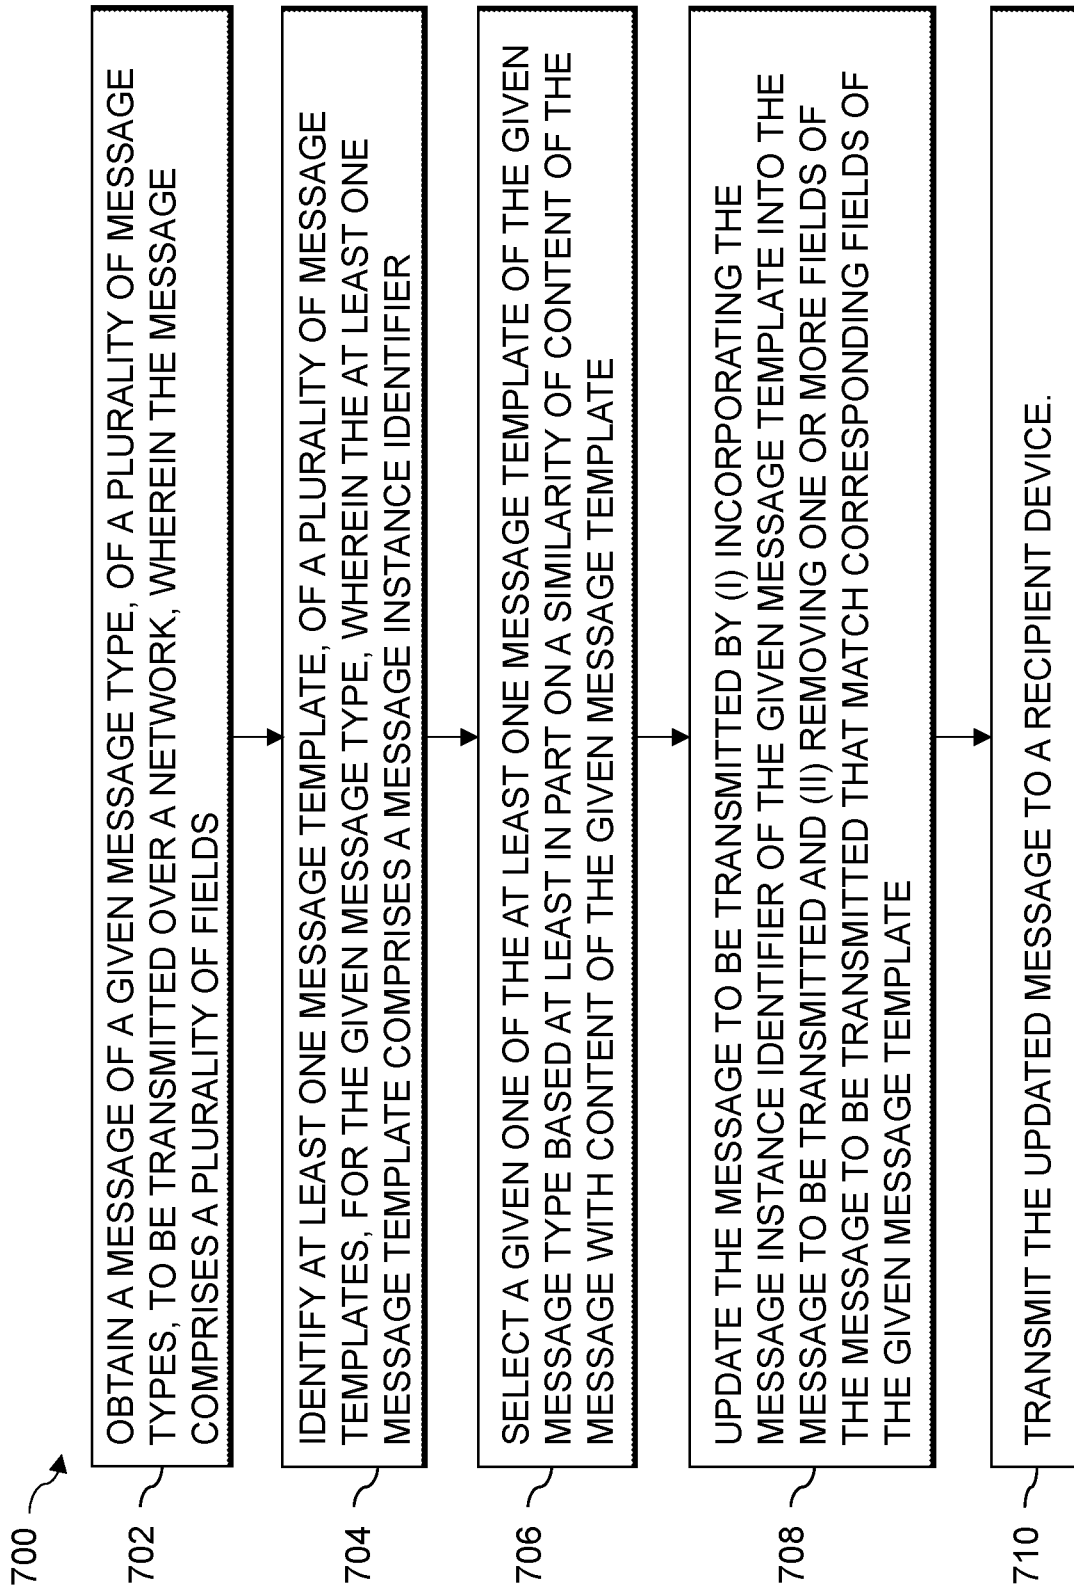 700
702
OBTAIN A MESSAGE OF A GIVEN MESSAGE TYPE, OF A PLURALITY OF MESSAGE
TYPES, TO BE TRANSMITTED OVER A NETWORK, WHEREIN THE MESSAGE
COMPRISES A PLURALITY OF FIELDS
704
IDENTIFY AT LEAST ONE MESSAGE TEMPLATE, OF A PLURALITY OF MESSAGE
TEMPLATES, FOR THE GIVEN MESSAGE TYPE, WHEREIN THE AT LEAST ONE
MESSAGE TEMPLATE COMPRISES A MESSAGE INSTANCE IDENTIFIER
706
SELECT A GIVEN ONE OF THE AT LEAST ONE MESSAGE TEMPLATE OF THE GIVEN
MESSAGE TYPE BASED AT LEAST IN PART ON A SIMILARITY OF CONTENT OF THE
MESSAGE WITH CONTENT OF THE GIVEN MESSAGE TEMPLATE
708
UPDATE THE MESSAGE TO BE TRANSMITTED BY (I) INCORPORATING THE
MESSAGE INSTANCE IDENTIFIER OF THE GIVEN MESSAGE TEMPLATE INTO THE
MESSAGE TO BE TRANSMITTED AND (II) REMOVING ONE OR MORE FIELDS OF
THE MESSAGE TO BE TRANSMITTED THAT MATCH CORRESPONDING FIELDS OF
THE GIVEN MESSAGE TEMPLATE
710
TRANSMIT THE UPDATED MESSAGE TO A RECIPIENT DEVICE.